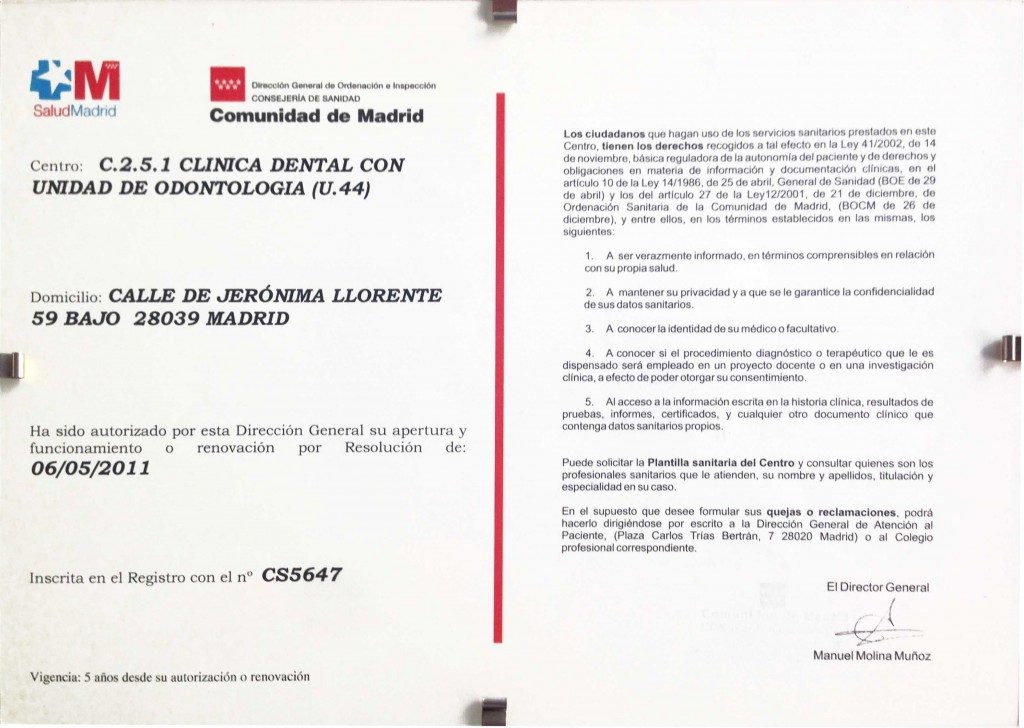 SaludMadrid
Dirección General de Ordenación e Inspección
CONSEJERÍA DE SANIDAD
Comunidad de Madrid
Centro: C.2.5.1 CLINICA DENTAL CON
UNIDAD DE ODONTOLOGIA (U.44)
Domicilio: CALLE DE JERÓNIMA LLORENTE
59 BAJO 28039 MADRID
Ha sido autorizado por esta Dirección General su apertura y
funcionamiento o renovación por Resolución de:
06/05/2011
Inscrita en el Registro con el nº CS5647
Vigencia: 5 años desde su autorización o renovación
Los ciudadanos que hagan uso de los servicios sanitarios prestados en este
Centro, tienen los derechos recogidos a tal efecto en la Ley 41/2002, de 14
de noviembre, básica reguladora de la autonomía del paciente y de derechos y
obligaciones en materia de información y documentación clínicas, en el
artículo 10 de la Ley 14/1986, de 25 de abril, General de Sanidad (BOE de 29
de abril) y los del artículo 27 de la Ley12/2001, de 21 de diciembre, de
Ordenación Sanitaria de la Comunidad de Madrid, (BOCM de 26 de
diciembre), y entre ellos, en los términos establecidos en las mismas, los
siguientes:
1. A ser verazmente informado, en términos comprensibles en relación
con su propia salud.
2. A mantener su privacidad y a que se le garantice la confidencialidad
de sus datos sanitarios.
3. A conocer la identidad de su médico o facultativo.
4. A conocer si el procedimiento diagnóstico o terapéutico que le es
dispensado será empleado en un proyecto docente o en una investigación
clínica, a efecto de poder otorgar su consentimiento.
5. Al acceso a la información escrita en la historia clínica, resultados de
pruebas, informes, certificados, y cualquier otro documento clínico que
contenga datos sanitarios propios.
Puede solicitar la Plantilla sanitaria del Centro y consultar quienes son los
profesionales sanitarios que le atienden, su nombre y apellidos, titulación y
especialidad en su caso.
En el supuesto que desee formular sus quejas o reclamaciones, podrá
hacerlo dirigiéndose por escrito a la Dirección General de Atención al
Paciente, (Plaza Carlos Trías Bertrán, 7 28020 Madrid) o al Colegio
profesional correspondiente.
El Director General
Manuel Molina Muñoz